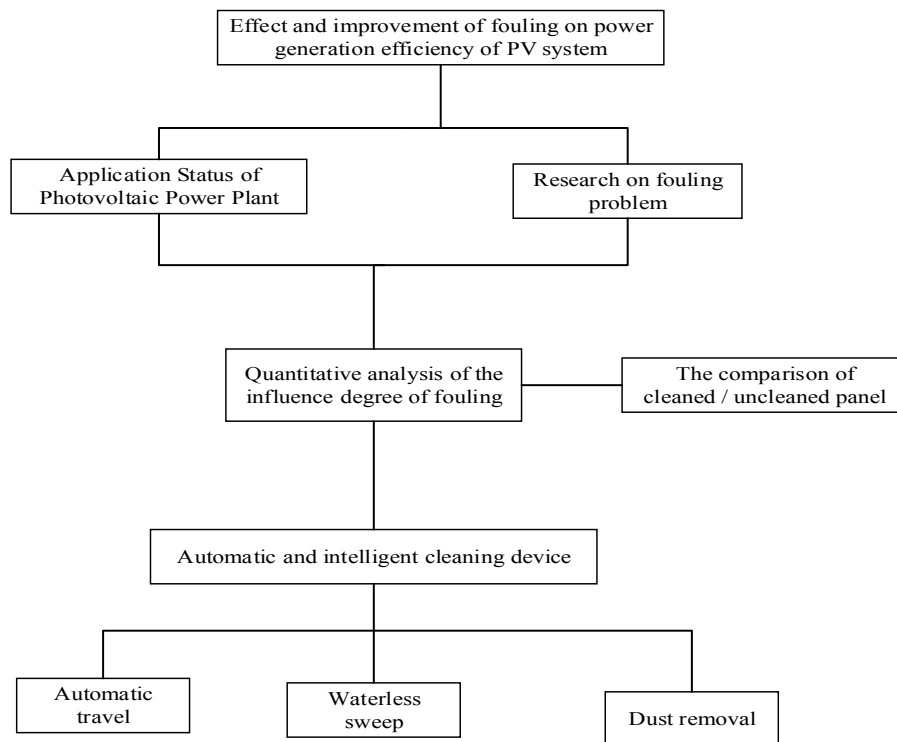 Effect and improvement of fouling on power
generation efficiency of PV system
Application Status of
Photovoltaic Power Plant
Research on fouling
problem
Quantitative analysis of the
influence degree of fouling
The comparison of
cleaned / uncleaned panel
Automatic and intelligent cleaning device
Automatic
travel
Waterless
sweep
Dust removal